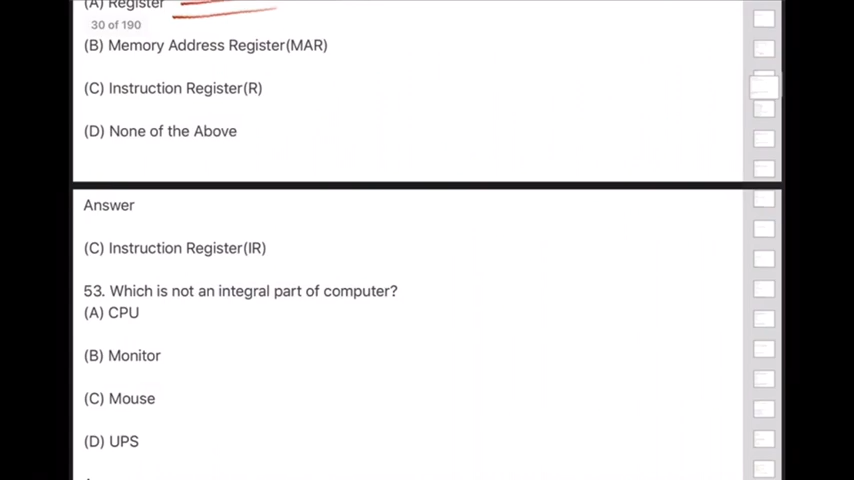 (A) Register
30 of 190
(B) Memory Address Register(MAR)
(C) Instruction Register(R)
(D) None of the Above
Answer
(C) Instruction Register(IR)
53. Which is not an integral part of computer?
(A) CPU
(B) Monitor
(C) Mouse
(D) UPS